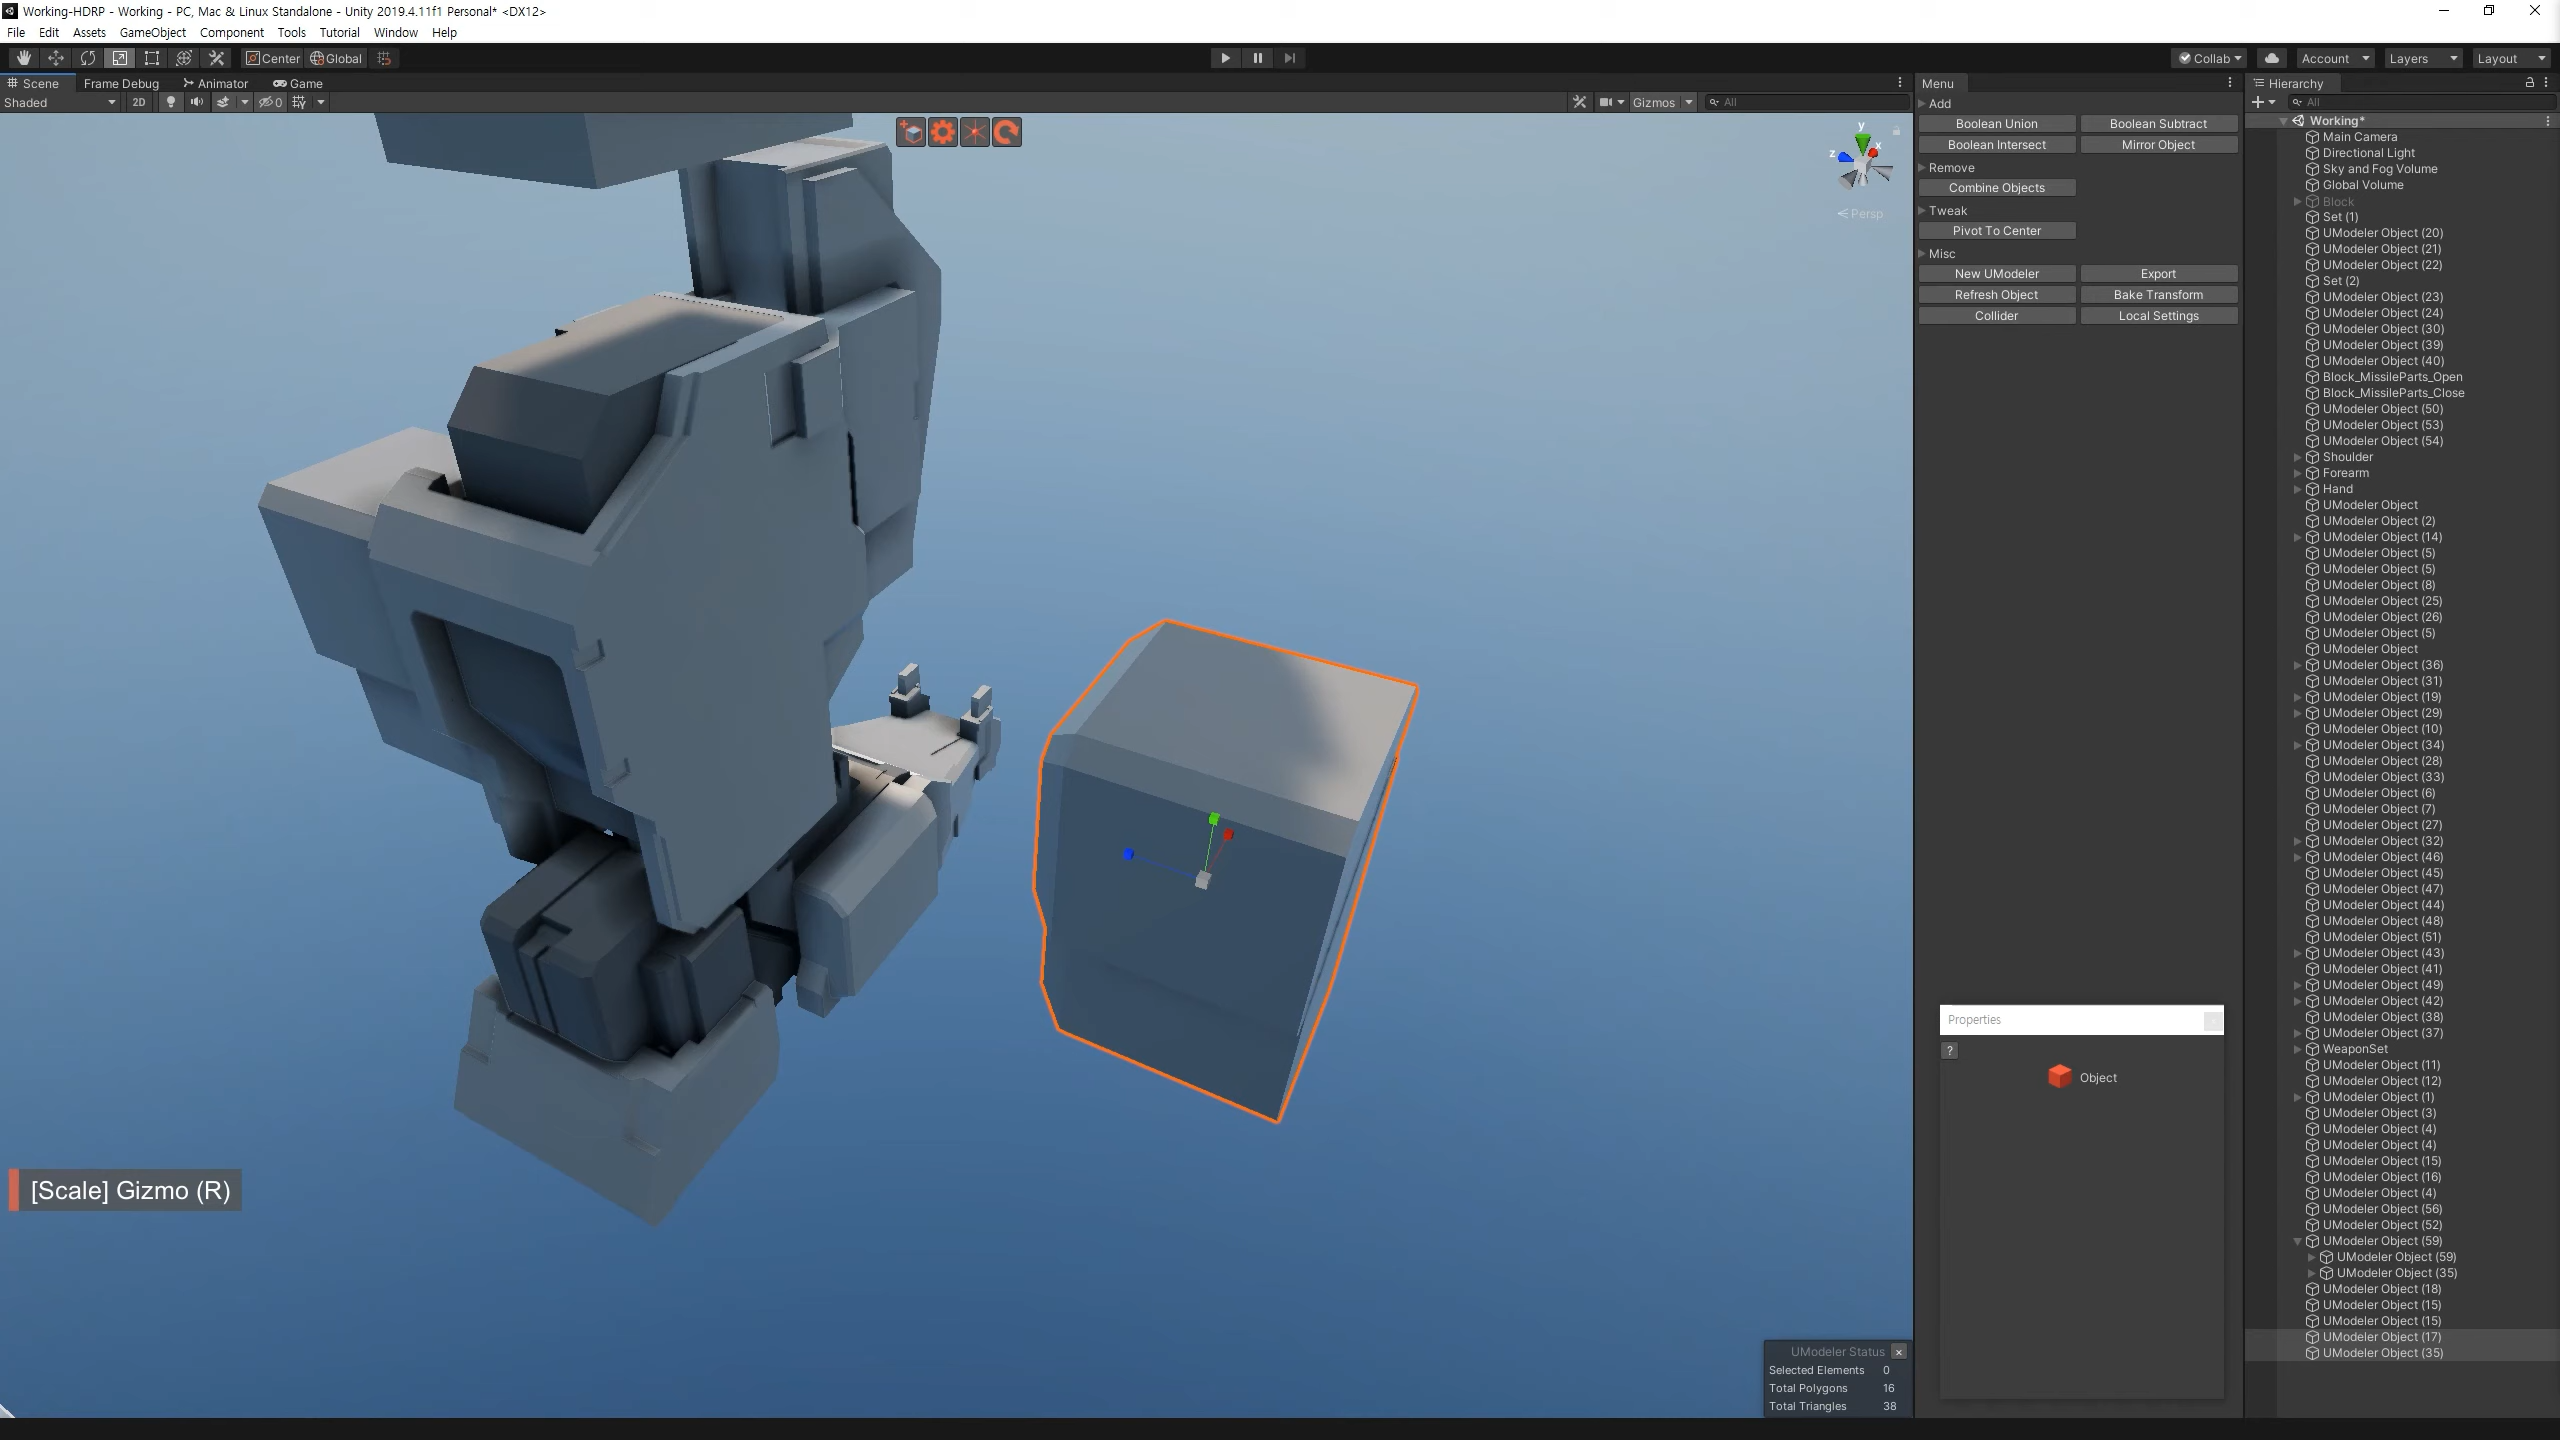 Working-HDRP - Working - PC, Mac & Linux Standalone - Unity 2019.4.11f1 Personal* <DX12>
File Edit Assets GameObject Component Tools Tutorial Window Help
Center Global Collab Account Layers Layout
Scene Frame Debug Animator Game
Shaded 2D 0 Gizmos All
y
x
z
Persp
[Scale] Gizmo (R)
UModeler Status
Selected Elements 0
Total Polygons 16
Total Triangles 38
Menu
Add
Boolean Union Boolean Subtract
Boolean Intersect Mirror Object
Remove
Combine Objects
Tweak
Pivot To Center
Misc
New UModeler Export
Refresh Object Bake Transform
Collider Local Settings
Properties
?
Object
Hierarchy
All
Working*
Main Camera
Directional Light
Sky and Fog Volume
Global Volume
Block
Set (1)
UModeler Object (20)
UModeler Object (21)
UModeler Object (22)
Set (2)
UModeler Object (23)
UModeler Object (24)
UModeler Object (30)
UModeler Object (39)
UModeler Object (40)
Block_MissileParts_Open
Block_MissileParts_Close
UModeler Object (50)
UModeler Object (53)
UModeler Object (54)
Shoulder
Forearm
Hand
UModeler Object
UModeler Object (2)
UModeler Object (14)
UModeler Object (5)
UModeler Object (5)
UModeler Object (8)
UModeler Object (25)
UModeler Object (26)
UModeler Object (5)
UModeler Object
UModeler Object (36)
UModeler Object (31)
UModeler Object (19)
UModeler Object (29)
UModeler Object (10)
UModeler Object (34)
UModeler Object (28)
UModeler Object (33)
UModeler Object (6)
UModeler Object (7)
UModeler Object (27)
UModeler Object (32)
UModeler Object (46)
UModeler Object (45)
UModeler Object (47)
UModeler Object (44)
UModeler Object (48)
UModeler Object (51)
UModeler Object (43)
UModeler Object (41)
UModeler Object (49)
UModeler Object (42)
UModeler Object (38)
UModeler Object (37)
WeaponSet
UModeler Object (11)
UModeler Object (12)
UModeler Object (1)
UModeler Object (3)
UModeler Object (4)
UModeler Object (4)
UModeler Object (15)
UModeler Object (16)
UModeler Object (4)
UModeler Object (56)
UModeler Object (52)
UModeler Object (59)
UModeler Object (59)
UModeler Object (35)
UModeler Object (18)
UModeler Object (15)
UModeler Object (15)
UModeler Object (17)
UModeler Object (35)